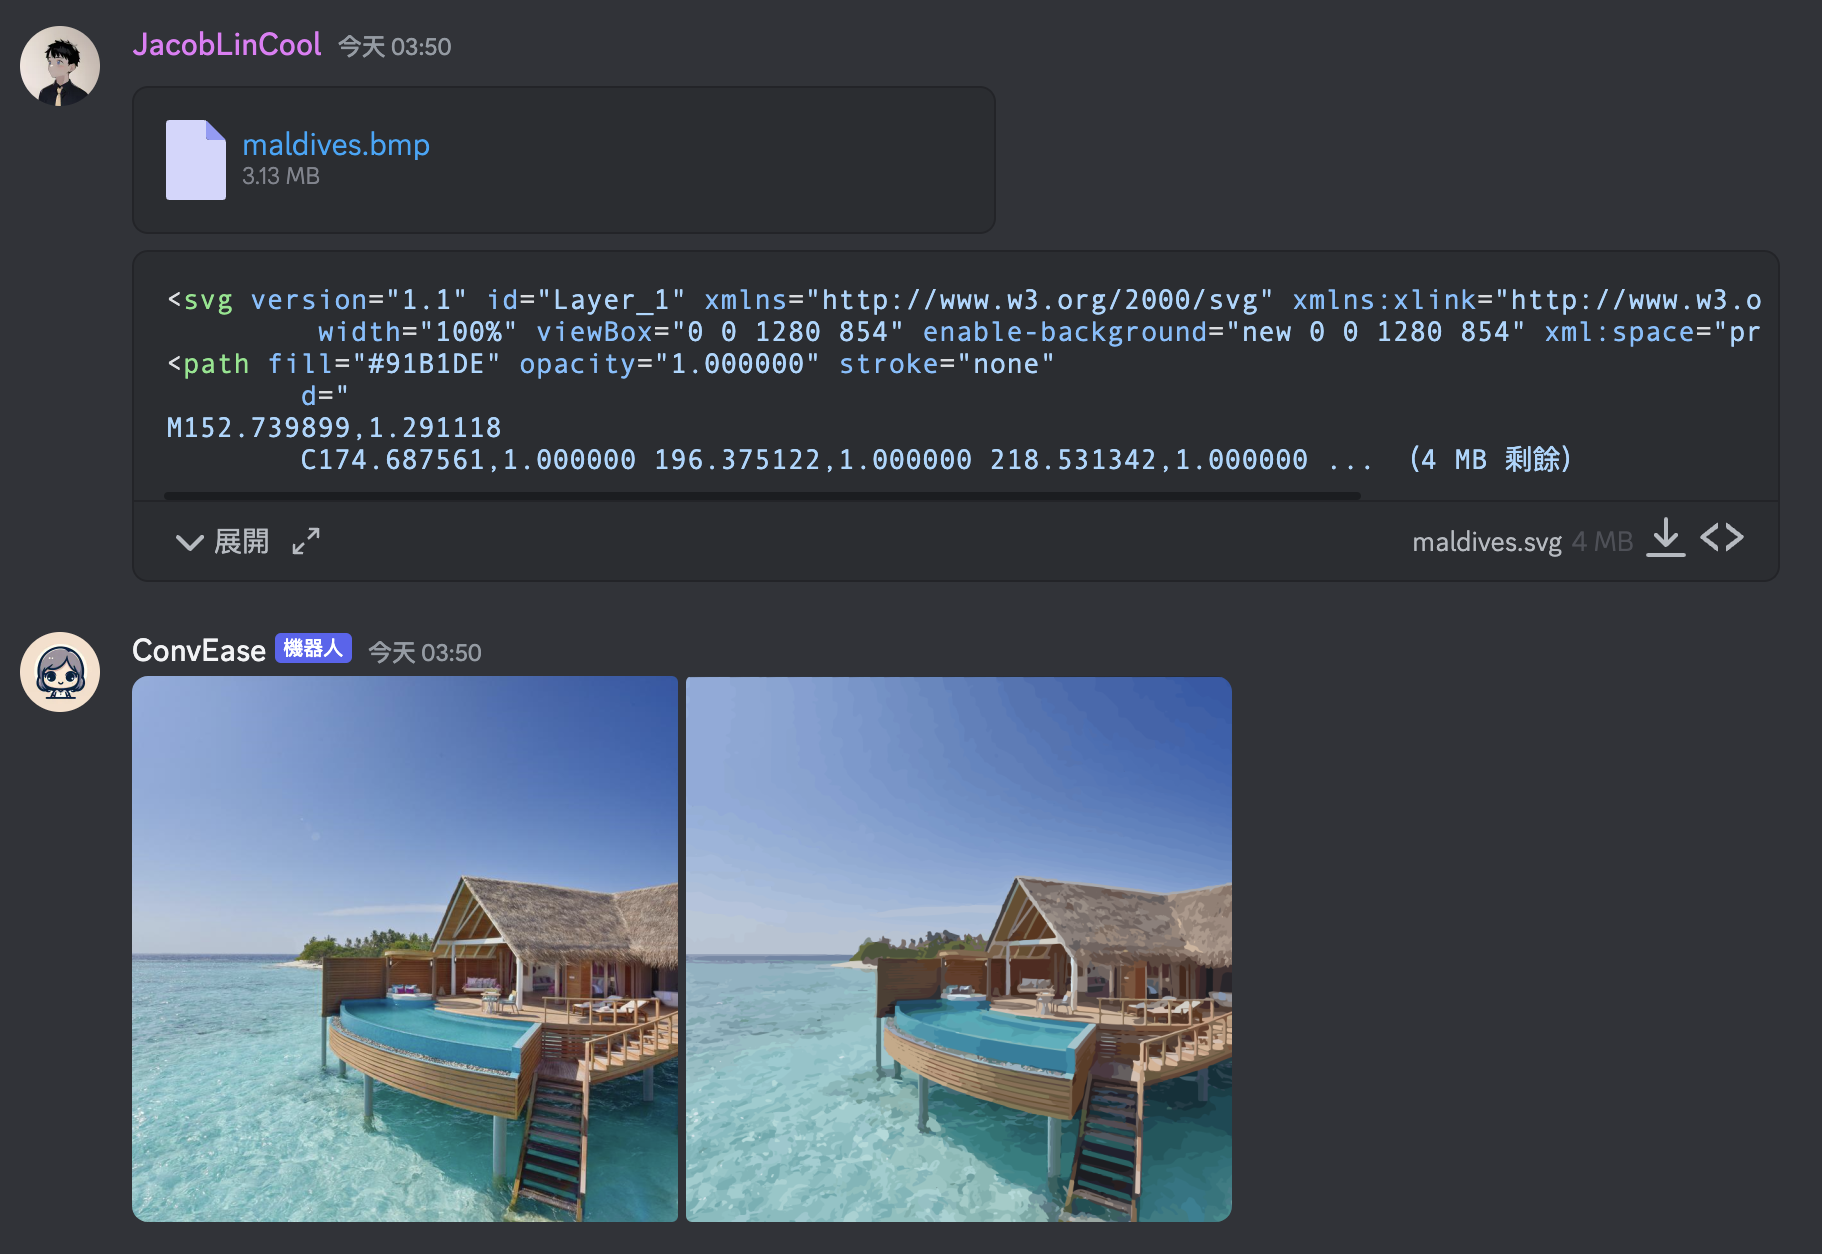 JacobLinCool 今天 03:50
maldives.bmp
3.13 MB
<svg version="1.1" id="Layer_1" xmlns="http://www.w3.org/2000/svg" xmlns:xlink="http://www.w3.o
width="100%" viewBox="0 0 1280 854" enable-background="new 0 0 1280 854" xml:space="pr
<path fill="#91B1DE" opacity="1.000000" stroke="none"
d="
M152.739899,1.291118
C174.687561,1.000000 196.375122,1.000000 218.531342,1.000000 ... (4 MB 剩餘)
展開 maldives.svg 4 MB
ConvEase 機器人 今天 03:50